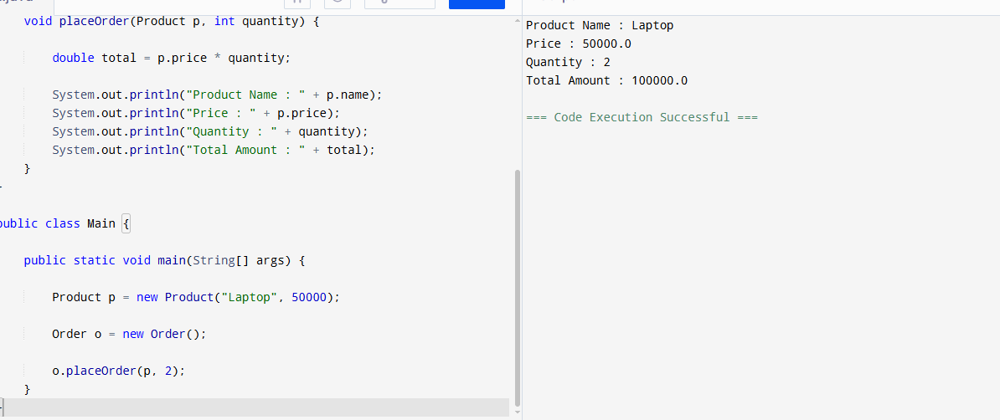 void placeOrder(Product p, int quantity) {
double total = p.price * quantity;
System.out.println("Product Name : " + p.name);
System.out.println("Price : " + p.price);
System.out.println("Quantity : " + quantity);
System.out.println("Total Amount : " + total);
}
}
public class Main {
public static void main(String[] args) {
Product p = new Product("Laptop", 50000);
Order o = new Order();
o.placeOrder(p, 2);
}
}
Product Name : Laptop
Price : 50000.0
Quantity : 2
Total Amount : 100000.0
=== Code Execution Successful ===